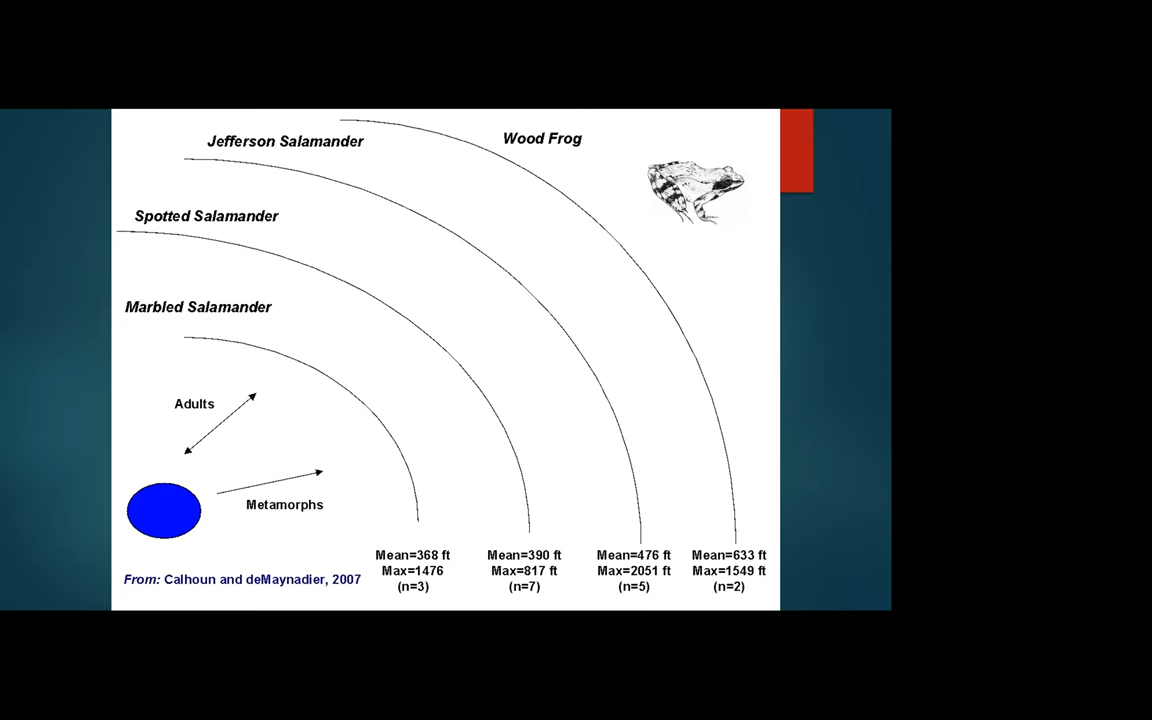 Jefferson Salamander
Wood Frog
Spotted Salamander
Marbled Salamander
Adults
Metamorphs
Mean=368 ft
Max=1476
(n=3)
Mean=390 ft
Max=817 ft
(n=7)
Mean=476 ft
Max=2051 ft
(n=5)
Mean=633 ft
Max=1549 ft
(n=2)
From: Calhoun and deMaynadier, 2007